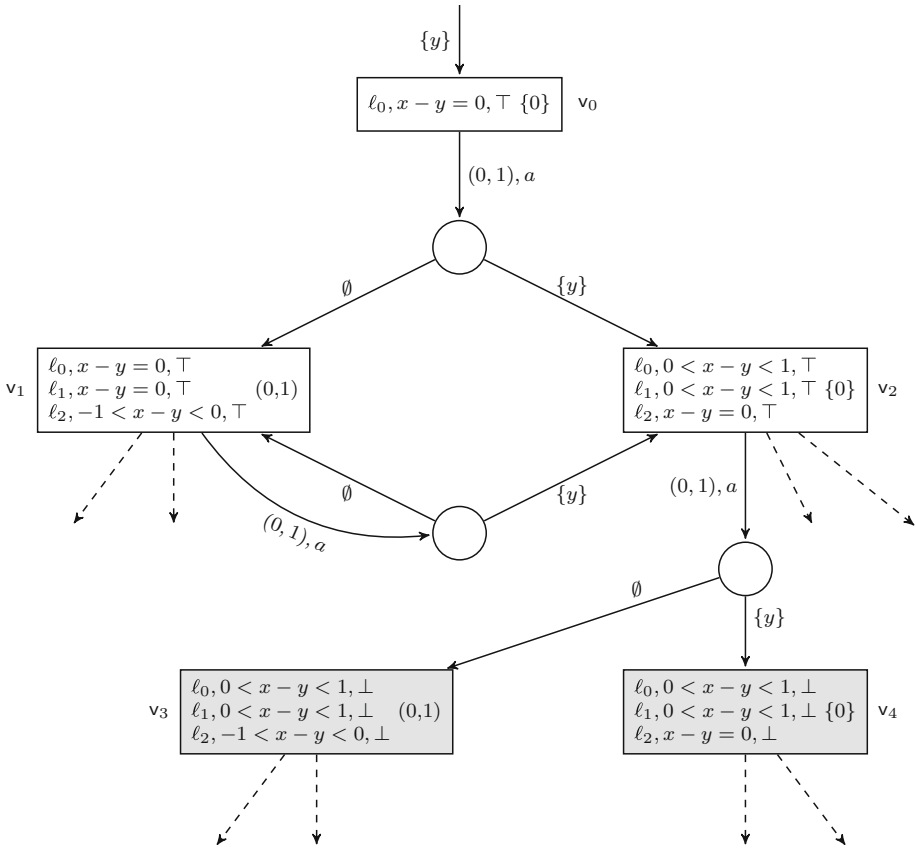 {y}
ℓ₀, x − y = 0, ⊤ {0} v₀
(0, 1), a
∅ {y}
ℓ₀, x − y = 0, ⊤
v₁ ℓ₁, x − y = 0, ⊤ (0,1)
ℓ₂, −1 < x − y < 0, ⊤
ℓ₀, 0 < x − y < 1, ⊤
ℓ₁, 0 < x − y < 1, ⊤ {0} v₂
ℓ₂, x − y = 0, ⊤
∅ {y}
(0, 1), a
(0, 1), a
∅
{y}
ℓ₀, 0 < x − y < 1, ⊥
v₃ ℓ₁, 0 < x − y < 1, ⊥ (0,1)
ℓ₂, −1 < x − y < 0, ⊥
ℓ₀, 0 < x − y < 1, ⊥
ℓ₁, 0 < x − y < 1, ⊥ {0} v₄
ℓ₂, x − y = 0, ⊥